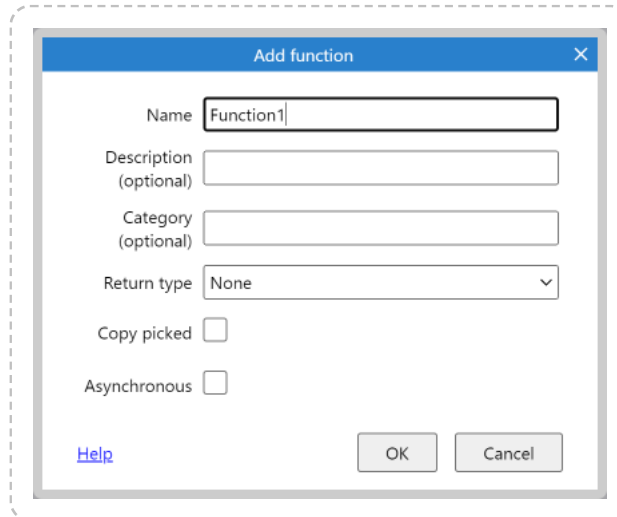 Add function
Name Function1
Description
(optional)
Category
(optional)
Return type None
Copy picked
Asynchronous
Help OK Cancel